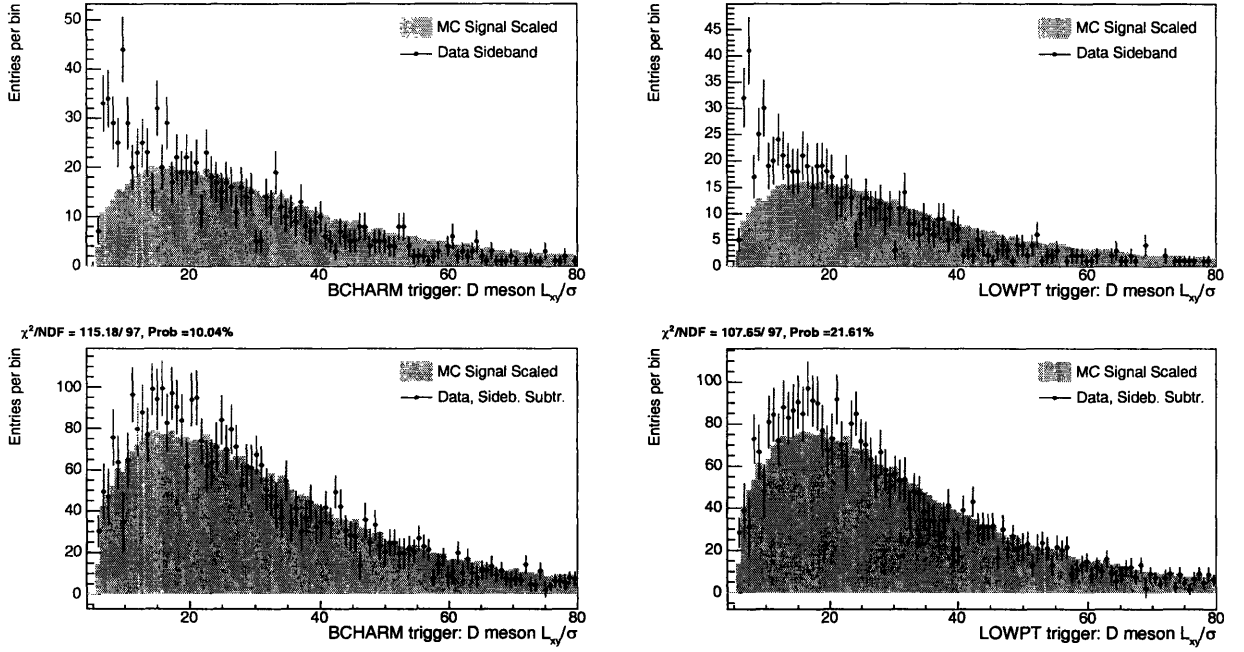 Entries per bin
50
40
30
20
10
0
MC Signal Scaled
Data Sideband
20 40 60 80
BCHARM trigger: D meson Lxy/σ
Entries per bin
50
45
40
35
30
25
20
15
10
5
0
MC Signal Scaled
Data Sideband
20 40 60 80
LOWPT trigger: D meson Lxy/σ
χ²/NDF = 115.18/ 97, Prob =10.04%
Entries per bin
100
80
60
40
20
0
MC Signal Scaled
Data, Sideb. Subtr.
20 40 60 80
BCHARM trigger: D meson Lxy/σ
χ²/NDF = 107.65/ 97, Prob =21.61%
Entries per bin
100
80
60
40
20
0
MC Signal Scaled
Data, Sideb. Subtr.
20 40 60 80
LOWPT trigger: D meson Lxy/σ